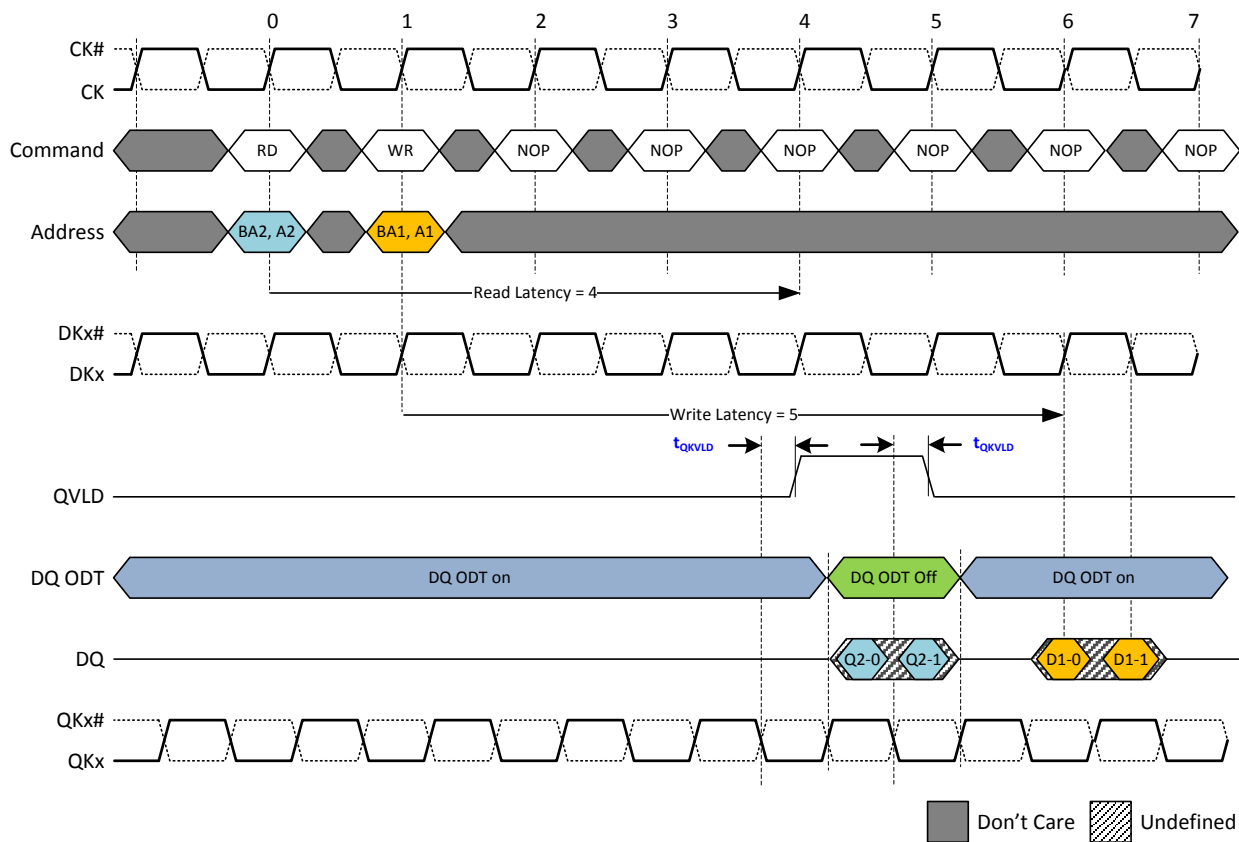 0 1 2 3 4 5 6 7
CK#
CK
Command RD WR NOP NOP NOP NOP NOP NOP
Address BA2, A2 BA1, A1
Read Latency = 4
DKx#
DKx
Write Latency = 5
tQKVLD tQKVLD
QVLD
DQ ODT DQ ODT on DQ ODT Off DQ ODT on
DQ Q2-0 Q2-1 D1-0 D1-1
QKx#
QKx
Don't Care Undefined